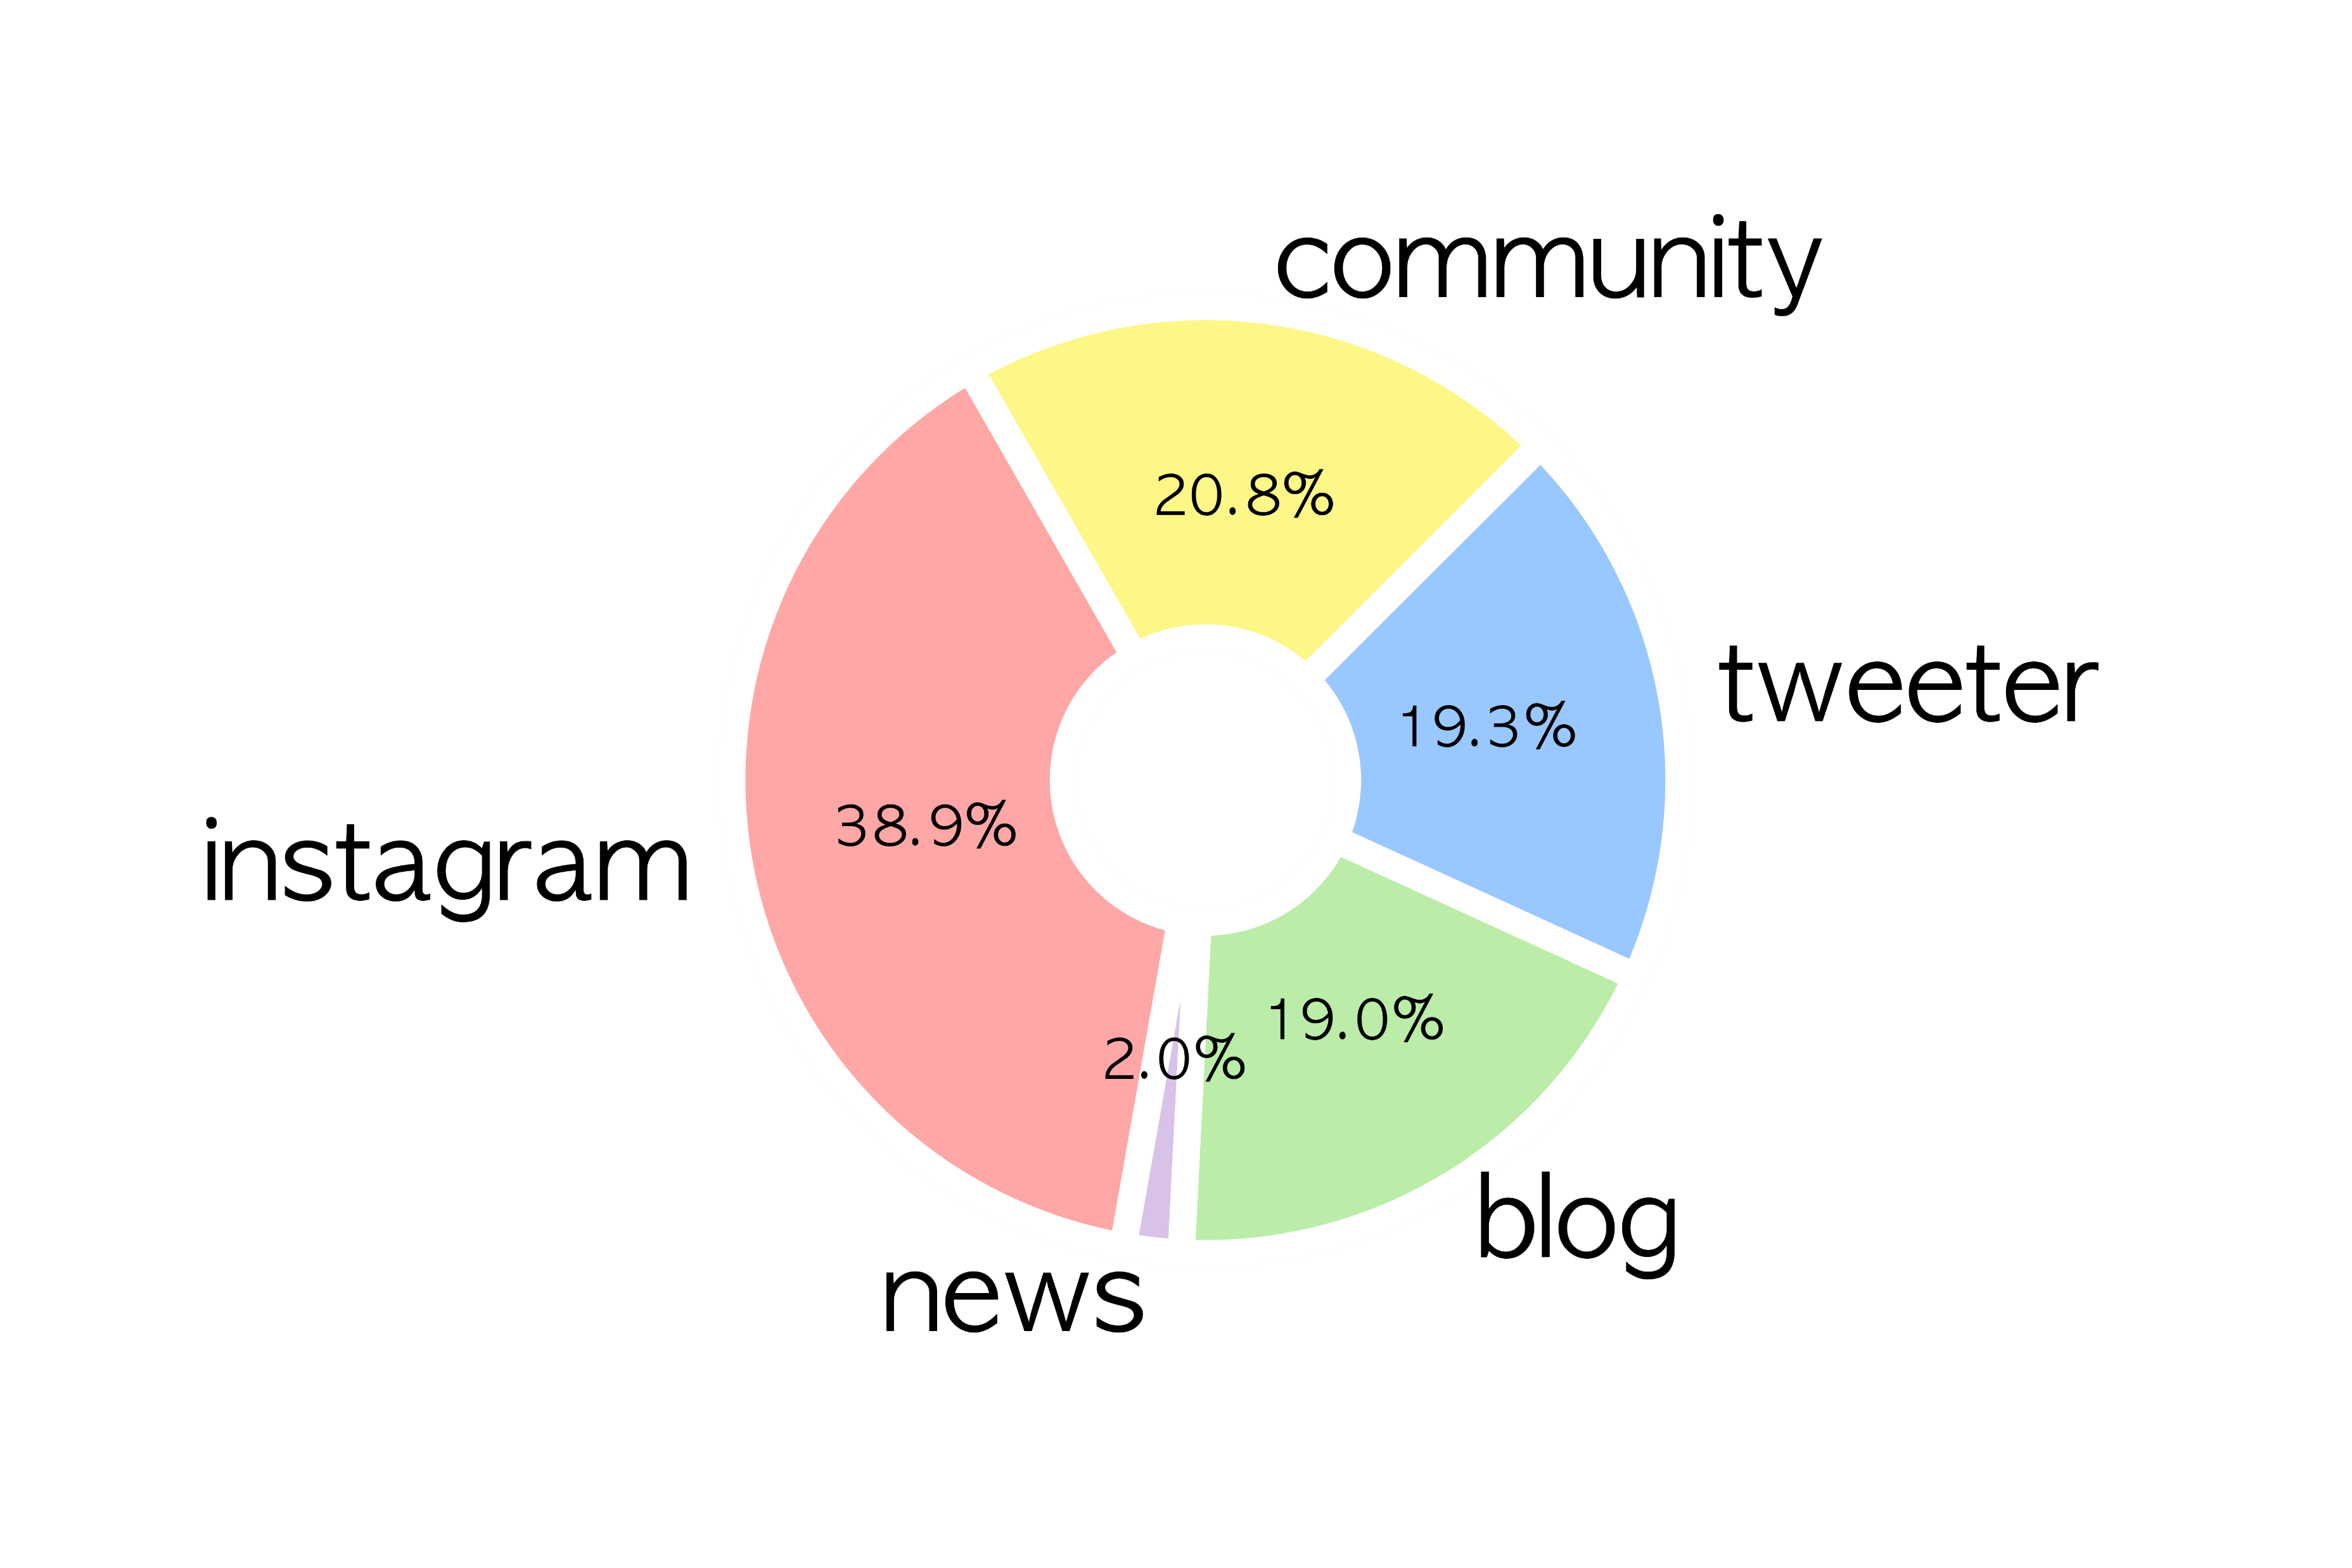 community
20.8%
tweeter
19.3%
instagram
38.9%
19.0%
2.0%
blog
news